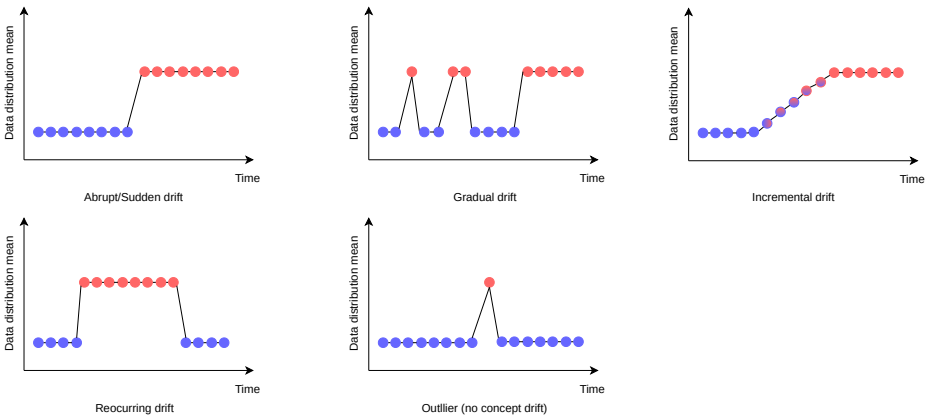 Data distribution mean
Time
Abrupt/Sudden drift
Data distribution mean
Time
Gradual drift
Data distribution mean
Time
Incremental drift
Data distribution mean
Time
Reocurring drift
Data distribution mean
Time
Outllier (no concept drift)